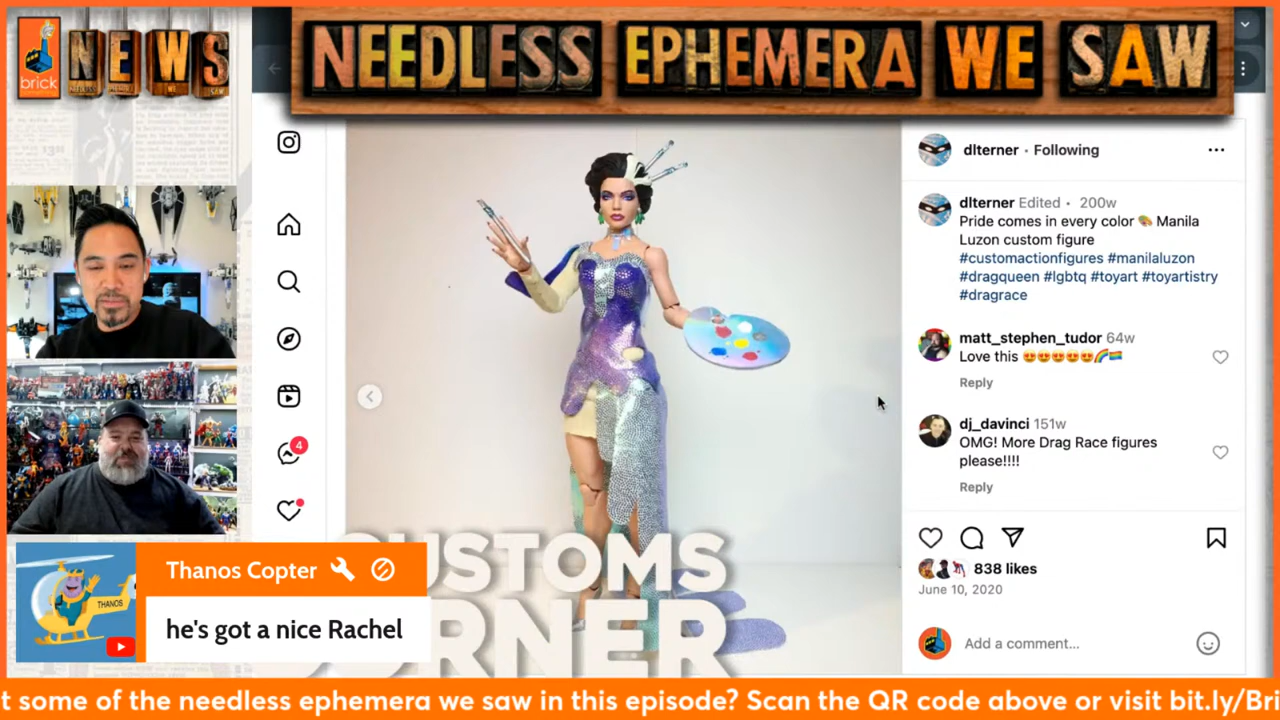 brick
NEWS
NEEDLESS EPHEMERA WE SAW
dlterner • Following
dlterner Edited • 200w
Pride comes in every color 🎨 Manila
Luzon custom figure
#customactionfigures #manilaluzon
#dragqueen #lgbtq #toyart #toyartistry
#dragrace
matt_stephen_tudor 64w
Love this 😍😍😍😍😍🌈🏳️‍🌈
Reply
dj_davinci 151w
OMG! More Drag Race figures
please!!!!
Reply
4
838 likes
June 10, 2020
Add a comment...
USTOMS
RNER
Thanos Copter
THANOS
he's got a nice Rachel
t some of the needless ephemera we saw in this episode? Scan the QR code above or visit bit.ly/Bri